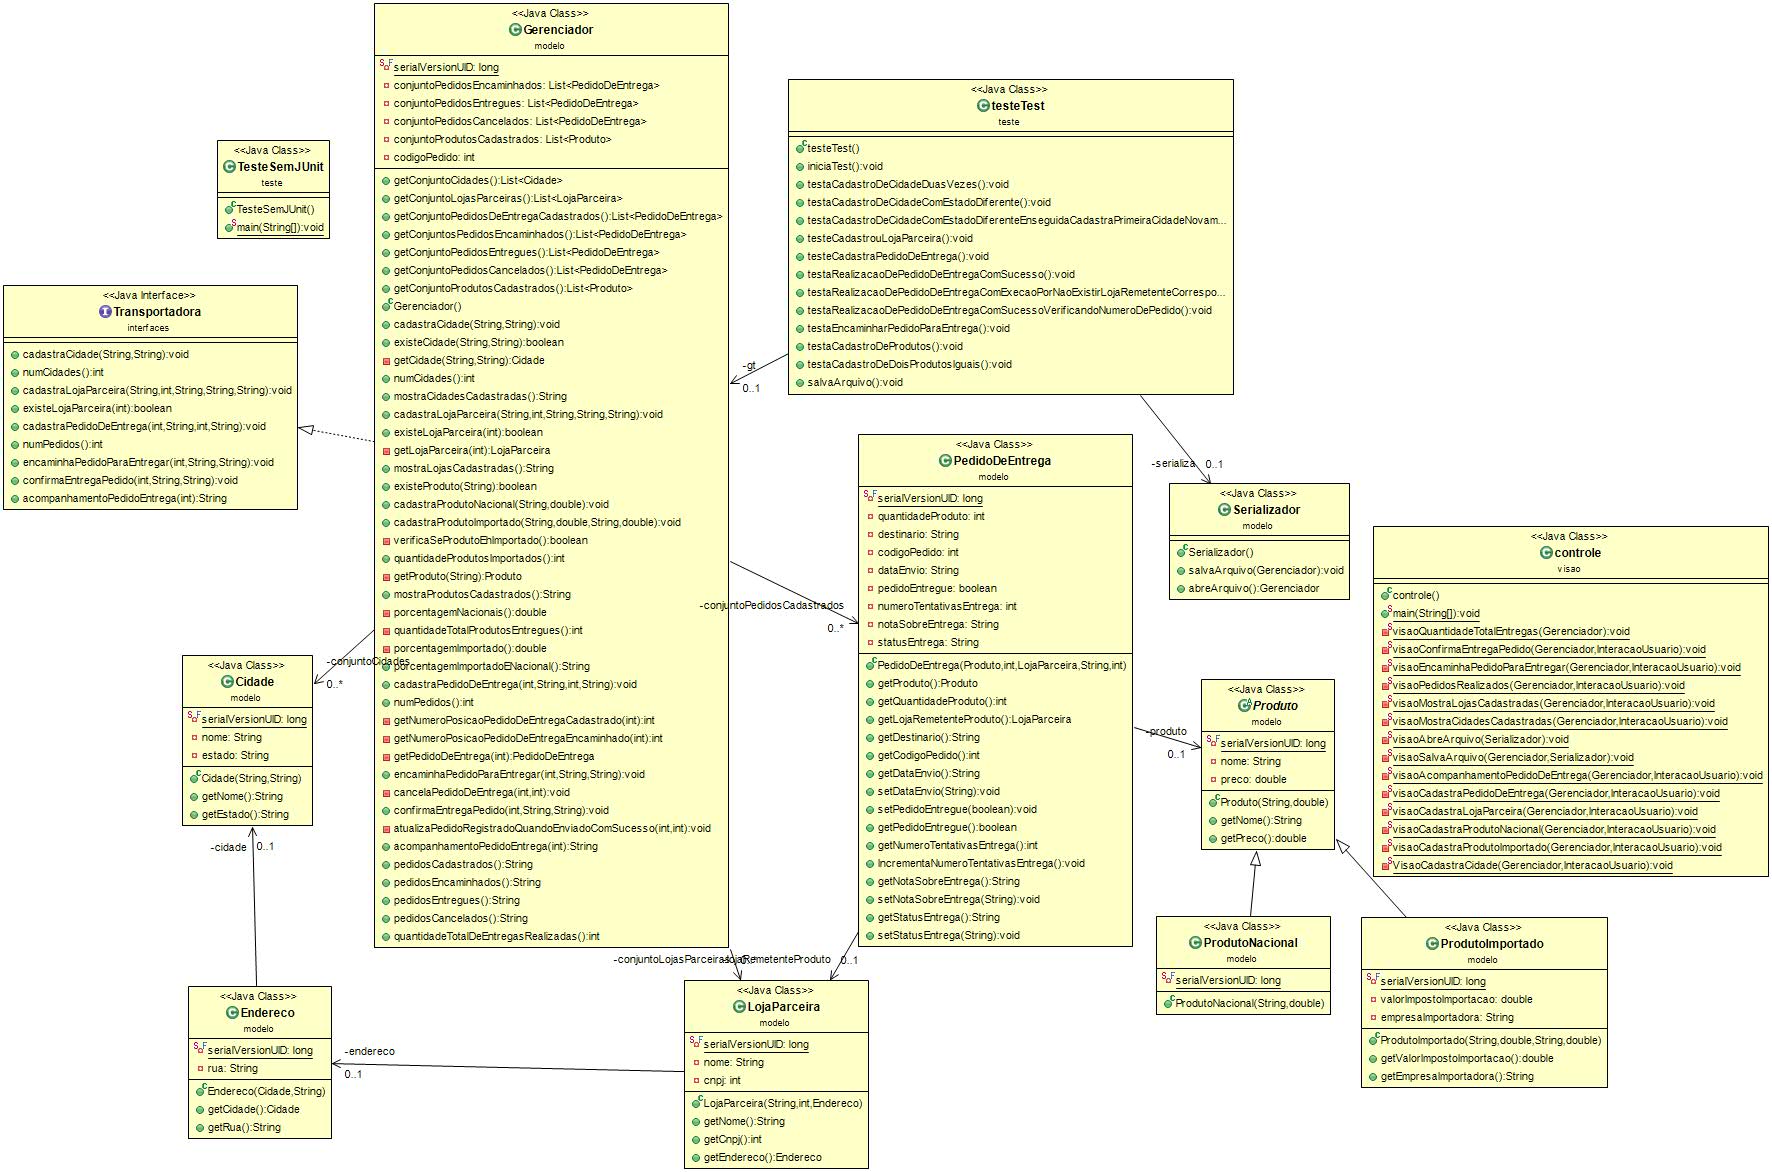 <<Java Class>>
Gerenciador
modelo
serialVersionUID: long
conjuntoPedidosEncaminhados: List<PedidoDeEntrega>
conjuntoPedidosEntregues: List<PedidoDeEntrega>
conjuntoPedidosCancelados: List<PedidoDeEntrega>
conjuntoProdutosCadastrados: List<Produto>
codigoPedido: int
getConjuntoCidades():List<Cidade>
getConjuntoLojasParceiras():List<LojaParceira>
getConjuntoPedidosDeEntregaCadastrados():List<PedidoDeEntrega>
getConjuntosPedidosEncaminhados():List<PedidoDeEntrega>
getConjuntoPedidosEntregues():List<PedidoDeEntrega>
getConjuntoPedidosCancelados():List<PedidoDeEntrega>
getConjuntoProdutosCadastrados():List<Produto>
Gerenciador()
cadastraCidade(String,String):void
existeCidade(String,String):boolean
getCidade(String,String):Cidade
numCidades():int
mostraCidadesCadastradas():String
cadastraLojaParceira(String,int,String,String,String):void
existeLojaParceira(int):boolean
getLojaParceira(int):LojaParceira
mostraLojasCadastradas():String
existeProduto(String):boolean
cadastraProdutoNacional(String,double):void
cadastraProdutoImportado(String,double,String,double):void
verificaSeProdutoEhImportado():boolean
quantidadeProdutosImportados():int
getProduto(String):Produto
mostraProdutosCadastrados():String
porcentagemNacionais():double
quantidadeTotalProdutosEntregues():int
porcentagemImportado():double
porcentagemImportadoENacional():String
cadastraPedidoDeEntrega(int,String,int,String):void
numPedidos():int
getNumeroPosicaoPedidoDeEntregaCadastrado(int):int
getNumeroPosicaoPedidoDeEntregaEncaminhado(int):int
getPedidoDeEntrega(int):PedidoDeEntrega
encaminhaPedidoParaEntregar(int,String,String):void
cancelaPedidoDeEntrega(int,int):void
confirmaEntregaPedido(int,String,String):void
atualizaPedidoRegistradoQuandoEnviadoComSucesso(int,int):void
acompanhamentoPedidoEntrega(int):String
pedidosCadastrados():String
pedidosEncaminhados():String
pedidosEntregues():String
pedidosCancelados():String
quantidadeTotalDeEntregasRealizadas():int
<<Java Class>>
testeTest
teste
testeTest()
iniciaTest():void
testaCadastroDeCidadeDuasVezes():void
testaCadastroDeCidadeComEstadoDiferente():void
testaCadastroDeCidadeComEstadoDiferenteEnseguidaCadastraPrimeiraCidadeNovam...
testeCadastrouLojaParceira():void
testeCadastraPedidoDeEntrega():void
testaRealizacaoDePedidoDeEntregaComSucesso():void
testaRealizacaoDePedidoDeEntregaComExecaoPorNaoExistirLojaRemetenteCorrespo...
testaRealizacaoDePedidoDeEntregaComSucessoVerificandoNumeroDePedido():void
testaEncaminharPedidoParaEntrega():void
testaCadastroDeProdutos():void
testaCadastroDeDoisProdutosIguais():void
salvaArquivo():void
<<Java Class>>
TesteSemJUnit
teste
TesteSemJUnit()
main(String[]):void
<<Java Interface>>
Transportadora
interfaces
cadastraCidade(String,String):void
numCidades():int
cadastraLojaParceira(String,int,String,String,String):void
existeLojaParceira(int):boolean
cadastraPedidoDeEntrega(int,String,int,String):void
numPedidos():int
encaminhaPedidoParaEntregar(int,String,String):void
confirmaEntregaPedido(int,String,String):void
acompanhamentoPedidoEntrega(int):String
-gt
0..1
-serializa
0..1
<<Java Class>>
PedidoDeEntrega
modelo
serialVersionUID: long
quantidadeProduto: int
destinario: String
codigoPedido: int
dataEnvio: String
pedidoEntregue: boolean
numeroTentativasEntrega: int
notaSobreEntrega: String
statusEntrega: String
PedidoDeEntrega(Produto,int,LojaParceira,String,int)
getProduto():Produto
getQuantidadeProduto():int
getLojaRemetenteProduto():LojaParceira
getDestinario():String
getCodigoPedido():int
getDataEnvio():String
setDataEnvio(String):void
setPedidoEntregue(boolean):void
getPedidoEntregue():boolean
getNumeroTentativasEntrega():int
IncrementaNumeroTentativasEntrega():void
getNotaSobreEntrega():String
setNotaSobreEntrega(String):void
getStatusEntrega():String
setStatusEntrega(String):void
<<Java Class>>
Serializador
modelo
Serializador()
salvaArquivo(Gerenciador):void
abreArquivo():Gerenciador
<<Java Class>>
controle
visao
controle()
main(String[]):void
visaoQuantidadeTotalEntregas(Gerenciador):void
visaoConfirmaEntregaPedido(Gerenciador,InteracaoUsuario):void
visaoEncaminhaPedidoParaEntregar(Gerenciador,InteracaoUsuario):void
visaoPedidosRealizados(Gerenciador,InteracaoUsuario):void
visaoMostraLojasCadastradas(Gerenciador,InteracaoUsuario):void
visaoMostraCidadesCadastradas(Gerenciador,InteracaoUsuario):void
visaoAbreArquivo(Serializador):void
visaoSalvaArquivo(Gerenciador,Serializador):void
visaoAcompanhamentoPedidoDeEntrega(Gerenciador,InteracaoUsuario):void
visaoCadastraPedidoDeEntrega(Gerenciador,InteracaoUsuario):void
visaoCadastraLojaParceira(Gerenciador,InteracaoUsuario):void
visaoCadastraProdutoNacional(Gerenciador,InteracaoUsuario):void
visaoCadastraProdutoImportado(Gerenciador,InteracaoUsuario):void
VisaoCadastraCidade(Gerenciador,InteracaoUsuario):void
-conjuntoPedidosCadastrados
0..*
-conjuntoCidades
0..*
<<Java Class>>
Cidade
modelo
serialVersionUID: long
nome: String
estado: String
Cidade(String,String)
getNome():String
getEstado():String
-produto
0..1
<<Java Class>>
Produto
modelo
serialVersionUID: long
nome: String
preco: double
Produto(String,double)
getNome():String
getPreco():double
-cidade
0..1
<<Java Class>>
ProdutoNacional
modelo
serialVersionUID: long
ProdutoNacional(String,double)
<<Java Class>>
ProdutoImportado
modelo
serialVersionUID: long
valorImpostoImportacao: double
empresaImportadora: String
ProdutoImportado(String,double,String,double)
getValorImpostoImportacao():double
getEmpresaImportadora():String
0..1
<<Java Class>>
Endereco
modelo
serialVersionUID: long
rua: String
Endereco(Cidade,String)
getCidade():Cidade
getRua():String
-endereco
0..1
<<Java Class>>
LojaParceira
modelo
serialVersionUID: long
nome: String
cnpj: int
LojaParceira(String,int,Endereco)
getNome():String
getCnpj():int
getEndereco():Endereco